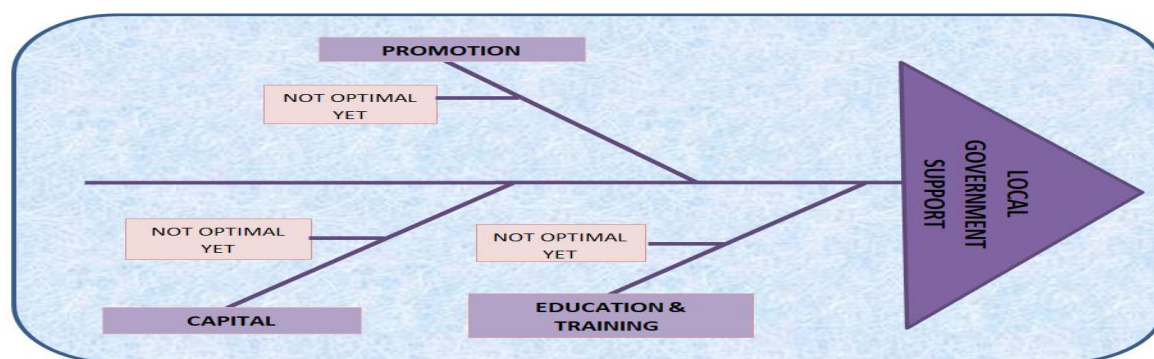 PROMOTION
NOT OPTIMAL
YET
NOT OPTIMAL
YET
CAPITAL
NOT OPTIMAL
YET
EDUCATION &
TRAINING
LOCAL
GOVERNMENT
SUPPORT